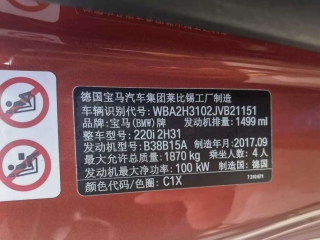 德国宝马汽车集团莱比锡工厂制造
车辆识别代号: WBA2H3102JVB21151
品牌: 宝马(BMW)牌 发动机排量: 1499 ml
整车型号: 220i 2H31
发动机型号: B38B15A 制造年月: 2017.09
最大允许总质量: 1870 kg 乘坐人数: 4人
发动机最大净功率: 100 kW 制造国: 德国
颜色代码/色圈: C1X